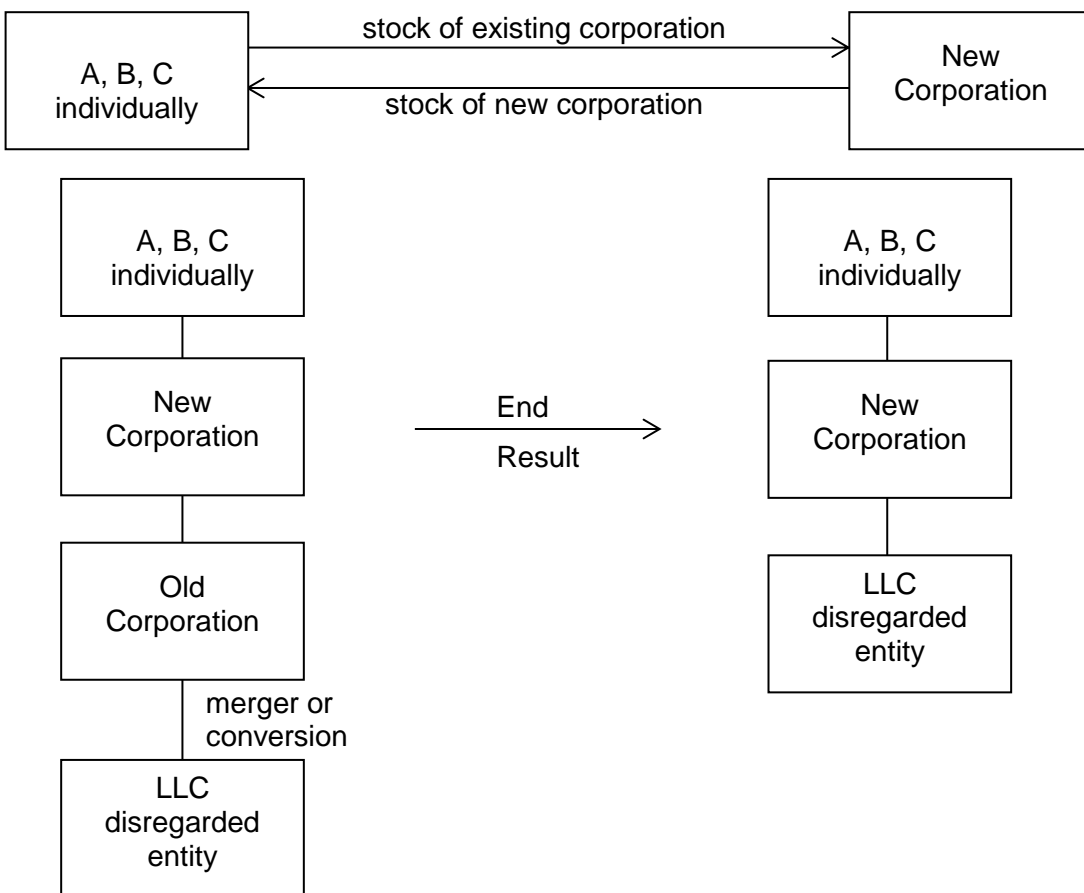 stock of existing corporation
A, B, C
individually
New
Corporation
stock of new corporation
A, B, C
individually
A, B, C
individually
New
Corporation
End
Result
New
Corporation
Old
Corporation
LLC
disregarded
entity
merger or
conversion
LLC
disregarded
entity